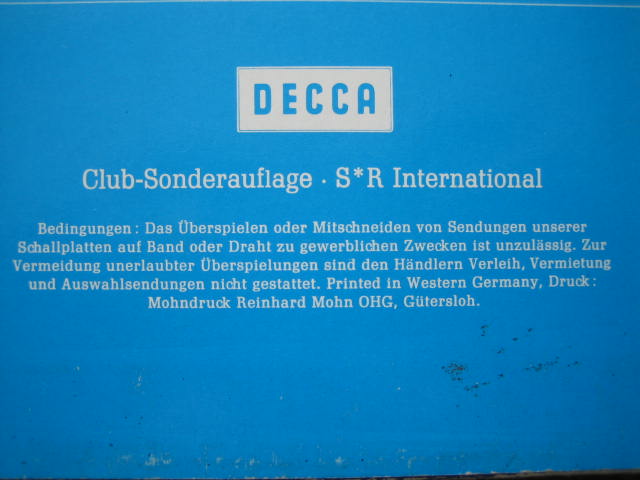 DECCA
Club-Sonderauflage · S*R International
Bedingungen: Das Überspielen oder Mitschneiden von Sendungen unserer
Schallplatten auf Band oder Draht zu gewerblichen Zwecken ist unzulässig. Zur
Vermeidung unerlaubter Überspielungen sind den Händlern Verleih, Vermietung
und Auswahlsendungen nicht gestattet. Printed in Western Germany, Druck:
Mohndruck Reinhard Mohn OHG, Gütersloh.